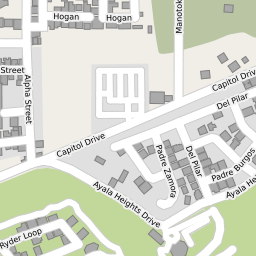 Hogan
Hogan
Manotok
Street
Alpha Street
Capitol Drive
Del Pilar
Capitol Drive
Del Pilar
Padre Burgos
Padre Zamora
Ayala Heights Drive
Ayala Heights
Ryder Loop